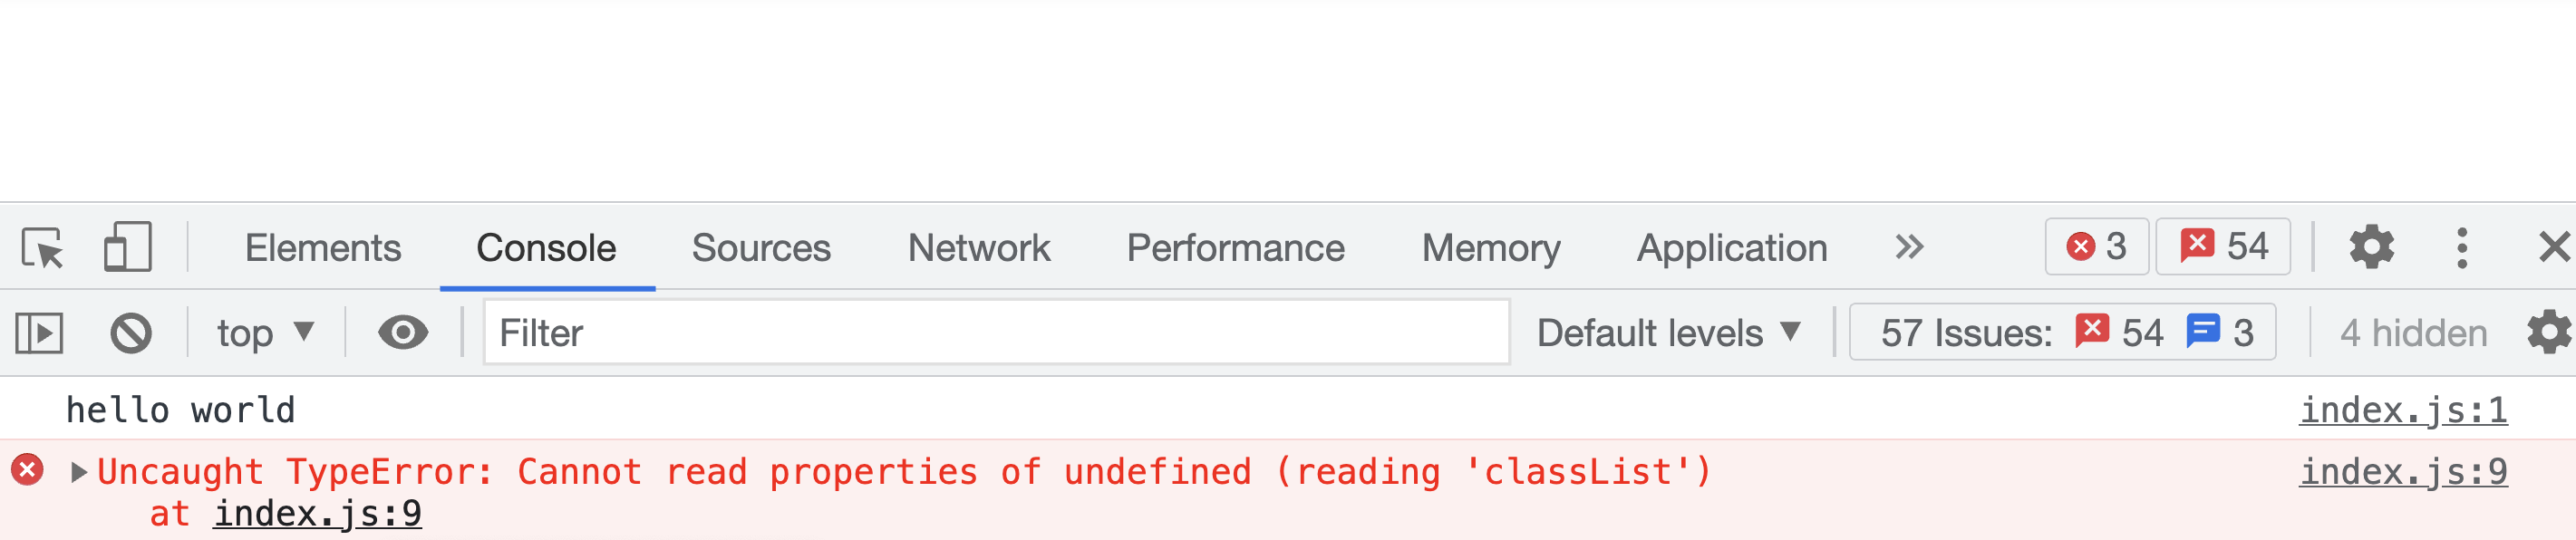 Elements Console Sources Network Performance Memory Application 3 54
top Filter Default levels 57 Issues: 54 3 4 hidden
hello world index.js:1
Uncaught TypeError: Cannot read properties of undefined (reading 'classList') index.js:9
at index.js:9